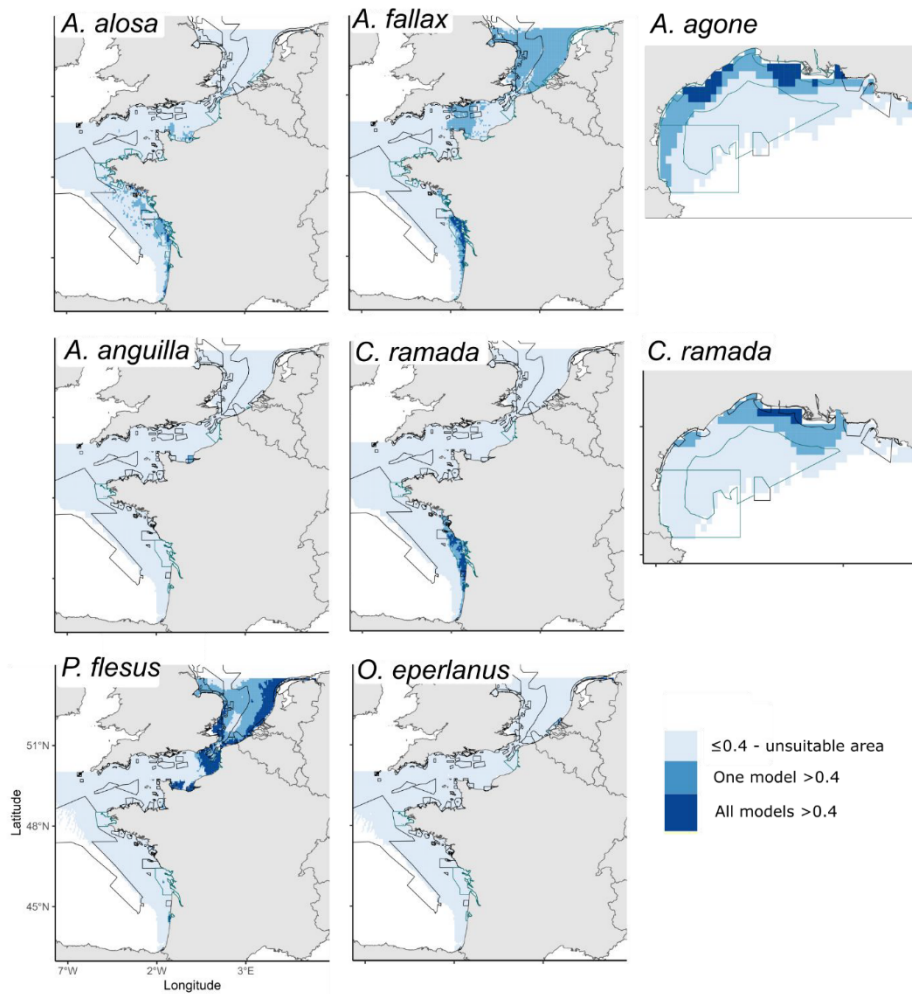 A. alosa
A. fallax
A. agone
A. anguilla
C. ramada
C. ramada
P. flesus
O. eperlanus
51°N
48°N
45°N
Latitude
7°W
2°W
3°E
Longitude
≤0.4 - unsuitable area
One model >0.4
All models >0.4